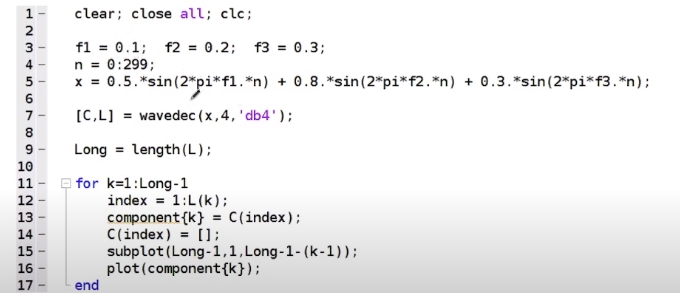 1 clear; close all; clc;
2
3 f1 = 0.1; f2 = 0.2; f3 = 0.3;
4 n = 0:299;
5 x = 0.5.*sin(2*pi*f1.*n) + 0.8.*sin(2*pi*f2.*n) + 0.3.*sin(2*pi*f3.*n);
6
7 [C,L] = wavedec(x,4,'db4');
8
9 Long = length(L);
10
11 for k=1:Long-1
12 index = 1:L(k);
13 component{k} = C(index);
14 C(index) = [];
15 subplot(Long-1,1,Long-1-(k-1));
16 plot(component{k});
17 end